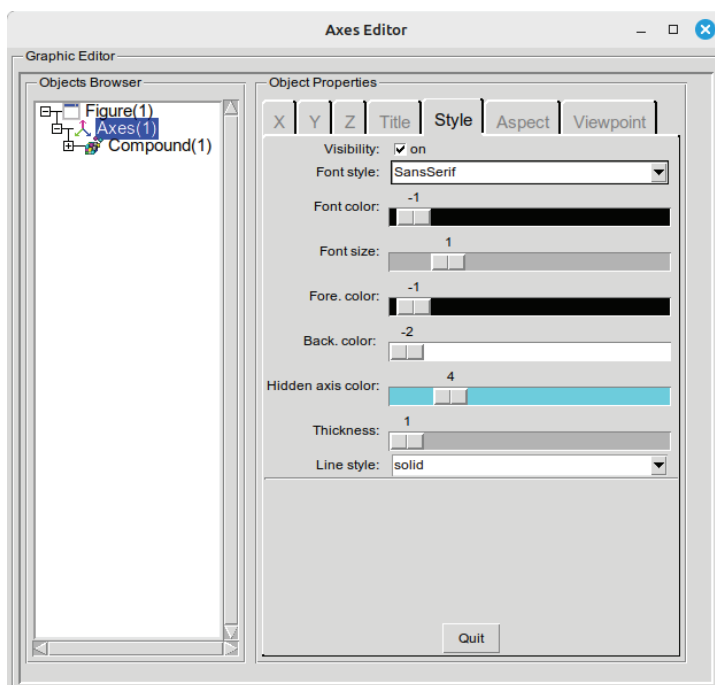 Axes Editor
Graphic Editor
Objects Browser
Figure(1)
Axes(1)
Compound(1)
Object Properties
X Y Z Title Style Aspect Viewpoint
Visibility: on
Font style: SansSerif
-1
Font color:
1
Font size:
-1
Fore. color:
-2
Back. color:
4
Hidden axis color:
1
Thickness:
Line style: solid
Quit